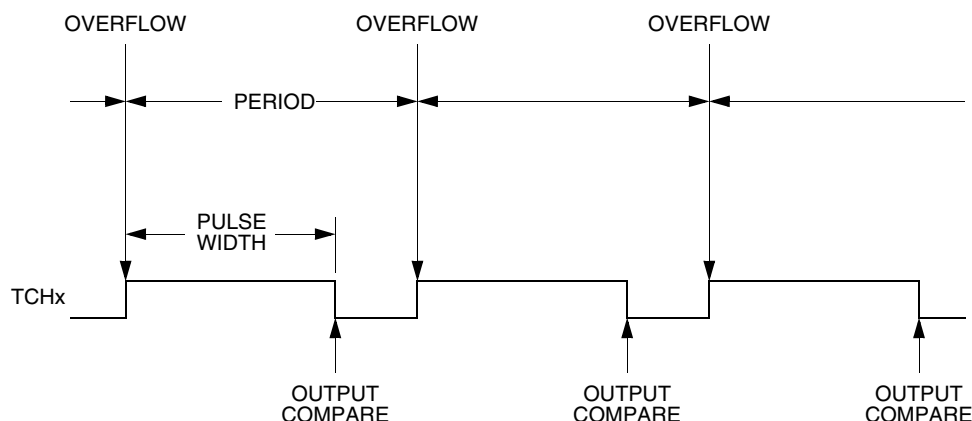 OVERFLOW OVERFLOW OVERFLOW
PERIOD
PULSE
WIDTH
TCHx
OUTPUT
COMPARE
OUTPUT
COMPARE
OUTPUT
COMPARE